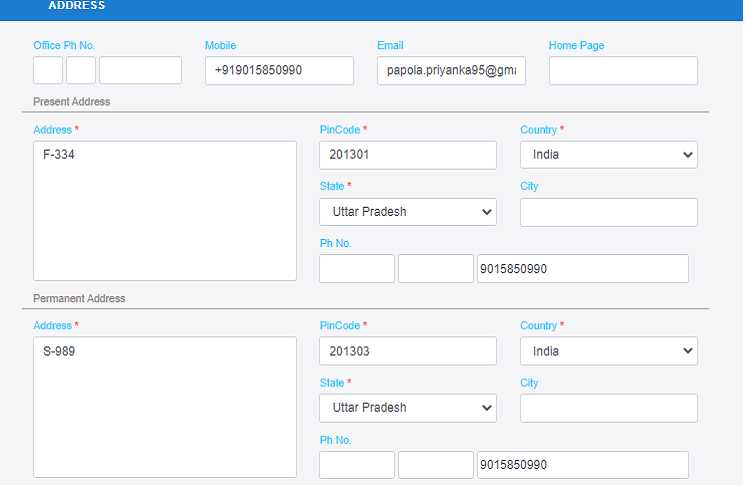 ADDRESS
Office Ph No. Mobile Email Home Page
+919015850990 papola.priyanka95@gma
Present Address
Address * PinCode * Country *
F-334 201301 India
State * City
Uttar Pradesh
Ph No.
9015850990
Permanent Address
Address * PinCode * Country *
S-989 201303 India
State * City
Uttar Pradesh
Ph No.
9015850990